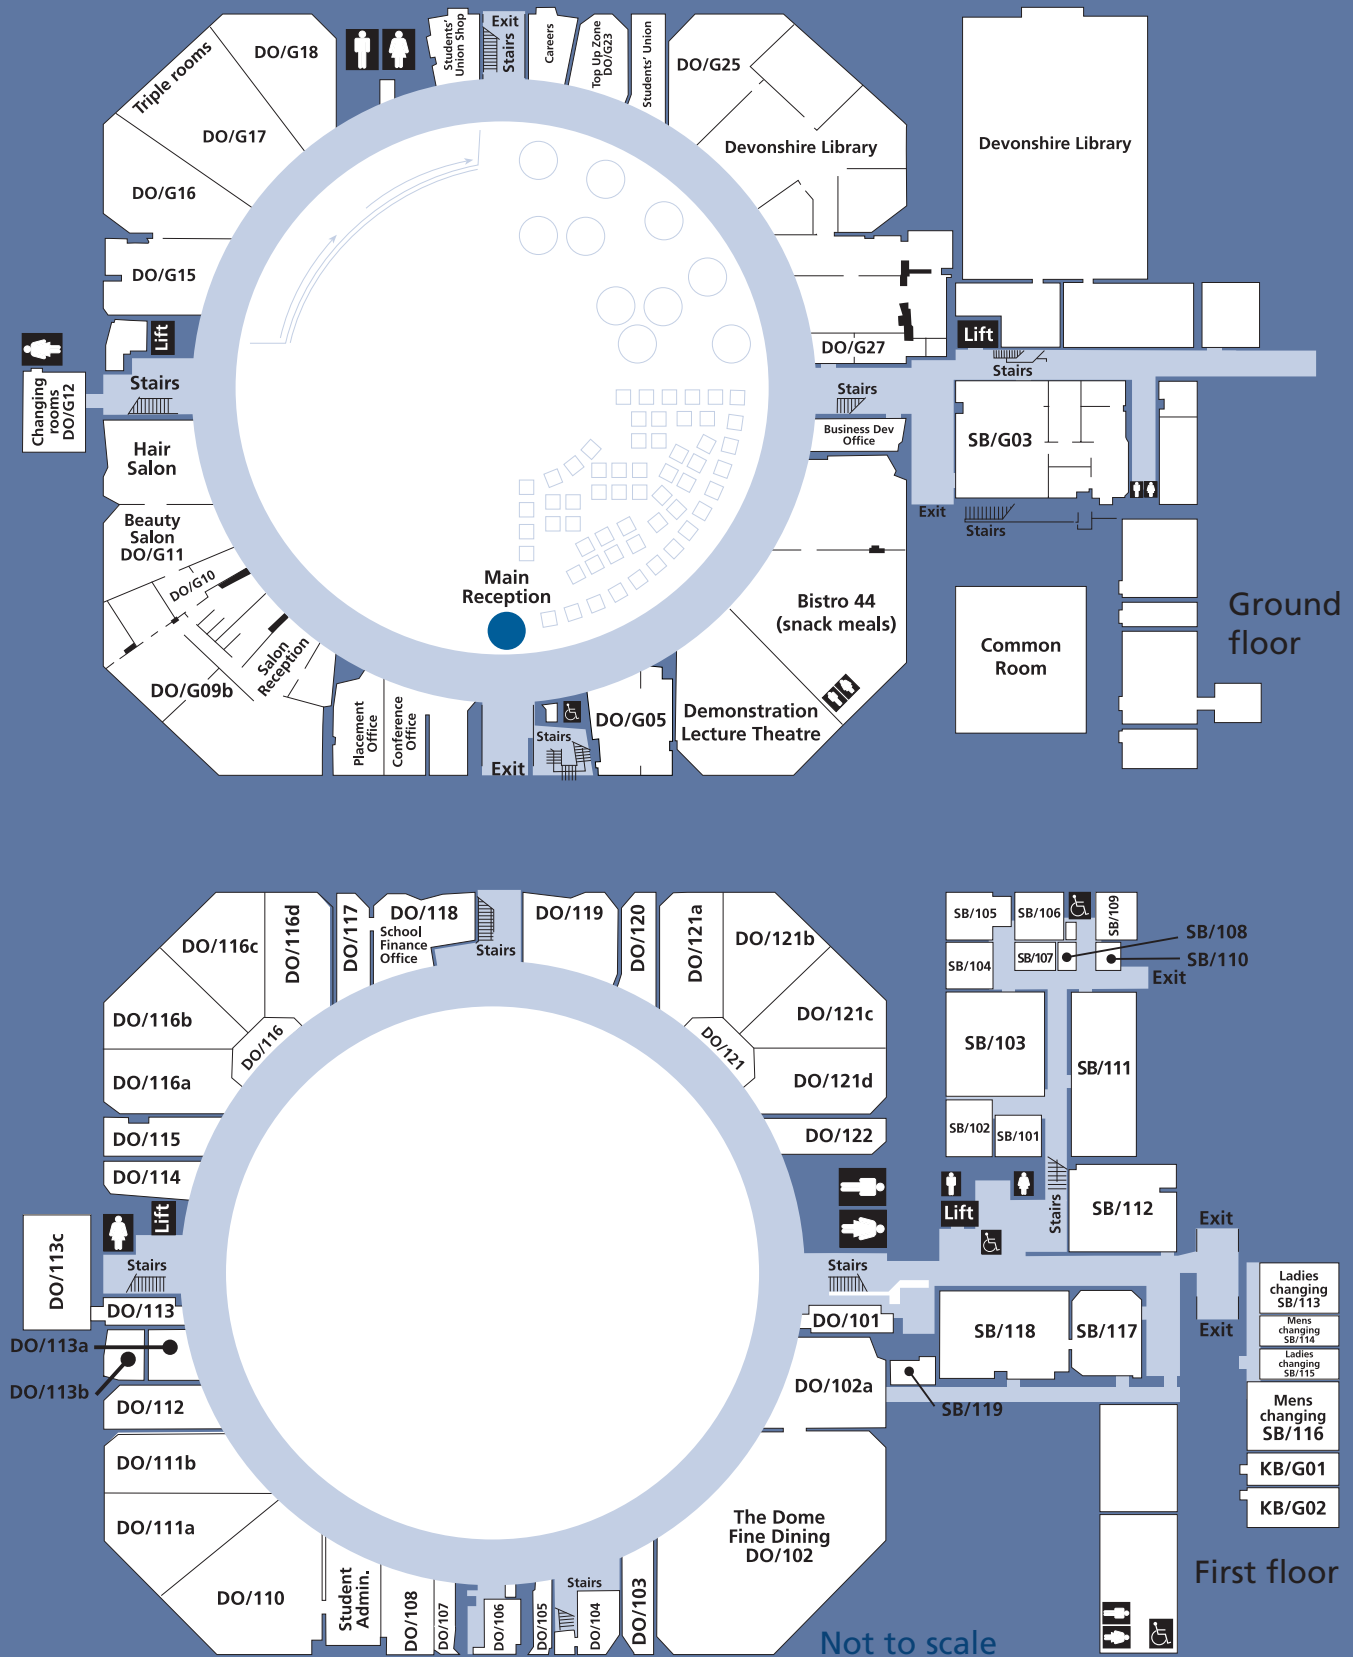 Exit
Stairs
Students'
Union Shop
Careers
Top Up Zone
DO/G23
Students' Union
Triple rooms
DO/G18
DO/G17
DO/G16
DO/G15
DO/G25
Devonshire Library
Devonshire Library
Lift
Stairs
Changing
rooms
DO/G12
Hair
Salon
Beauty
Salon
DO/G11
DO/G10
Salon
Reception
DO/G09b
DO/G27
Stairs
Business Dev
Office
Lift
Stairs
SB/G03
Exit
Stairs
Main
Reception
Bistro 44
(snack meals)
Demonstration
Lecture Theatre
Common
Room
Ground
floor
Placement
Office
Conference
Office
Exit
Stairs
DO/G05
DO/116d
DO/117
DO/118
School
Finance
Office
Stairs
DO/119
DO/120
DO/121a
DO/121b
DO/116c
DO/116b
DO/116
DO/116a
DO/115
DO/114
DO/121c
DO/121
DO/121d
DO/122
SB/105
SB/106
SB/109
SB/108
SB/104
SB/107
SB/110
Exit
SB/103
SB/111
SB/102
SB/101
Lift
Stairs
SB/112
Exit
Exit
Lift
Stairs
DO/113c
DO/113
DO/113a
DO/113b
DO/112
DO/111b
DO/111a
DO/110
Stairs
DO/101
DO/102a
SB/118
SB/117
SB/119
Ladies
changing
SB/113
Mens
changing
SB/114
Ladies
changing
SB/115
Mens
changing
SB/116
KB/G01
KB/G02
The Dome
Fine Dining
DO/102
Student
Admin.
DO/108
DO/107
DO/106
DO/105
Stairs
DO/104
DO/103
First floor
Not to scale